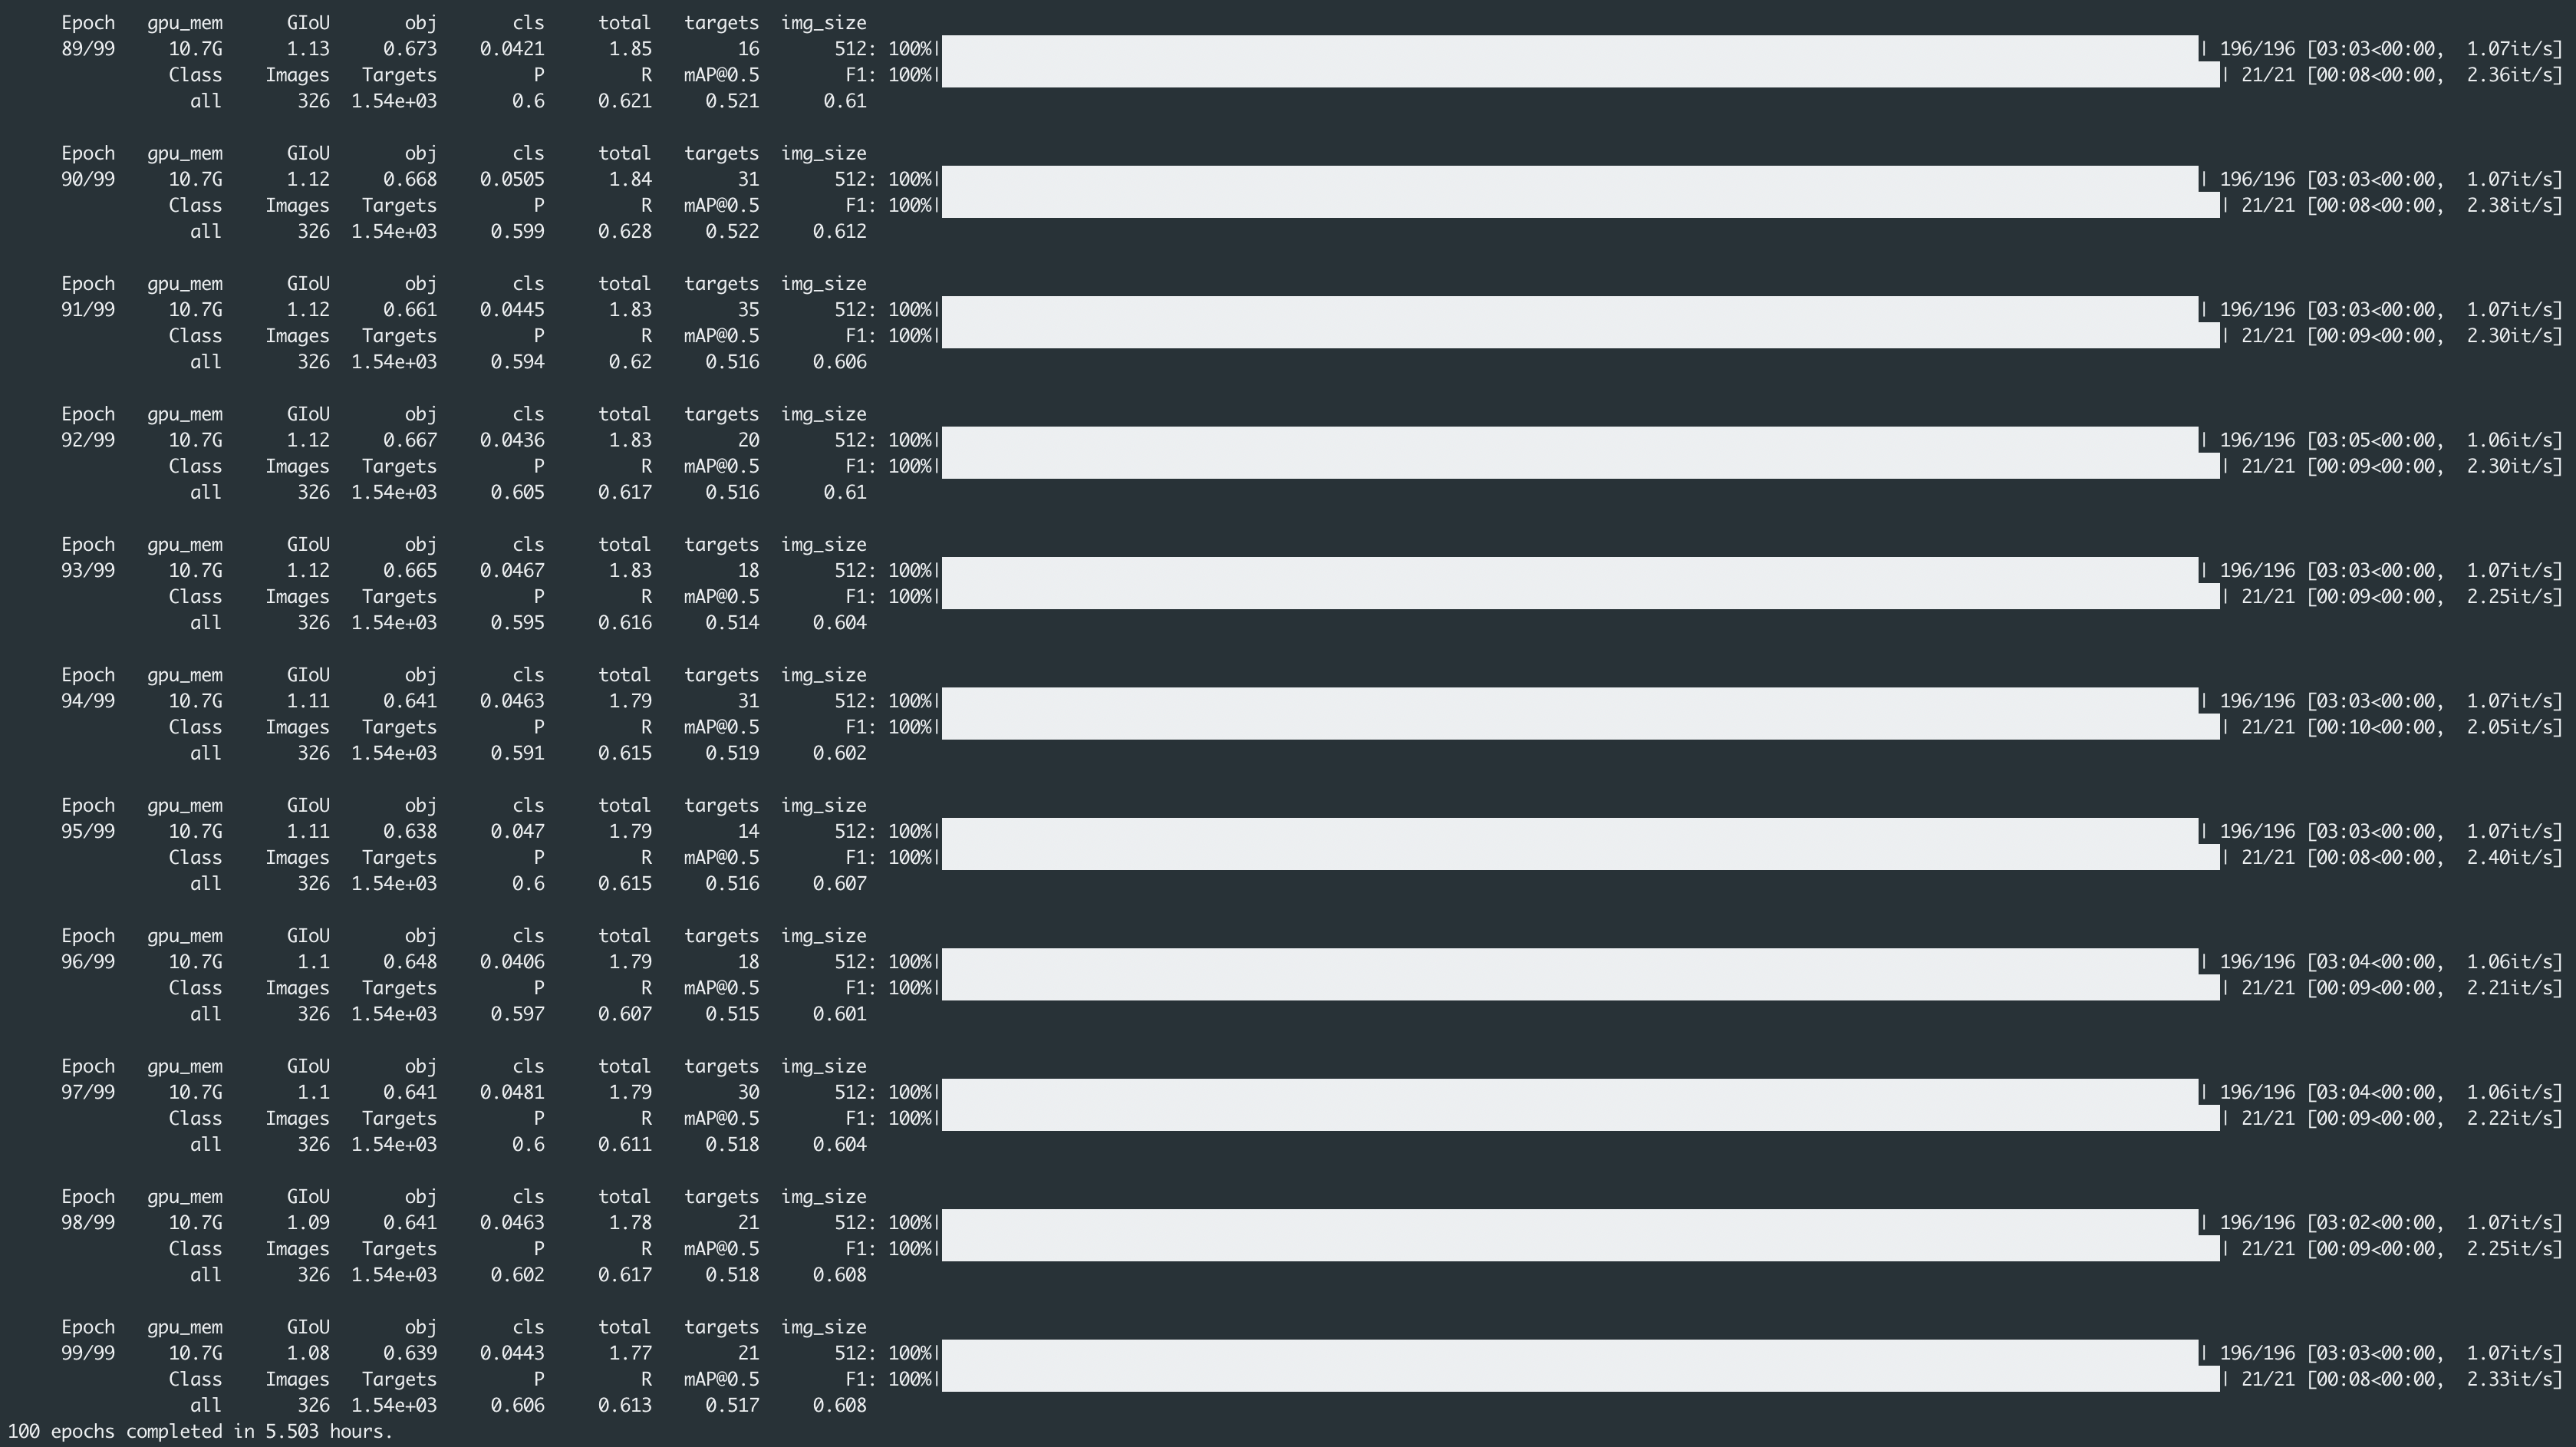 Epoch gpu_mem GIoU obj cls total targets img_size
89/99 10.7G 1.13 0.673 0.0421 1.85 16 512: 100%| | 196/196 [03:03<00:00, 1.07it/s]
Class Images Targets P R mAP@0.5 F1: 100%| | 21/21 [00:08<00:00, 2.36it/s]
all 326 1.54e+03 0.6 0.621 0.521 0.61
Epoch gpu_mem GIoU obj cls total targets img_size
90/99 10.7G 1.12 0.668 0.0505 1.84 31 512: 100%| | 196/196 [03:03<00:00, 1.07it/s]
Class Images Targets P R mAP@0.5 F1: 100%| | 21/21 [00:08<00:00, 2.38it/s]
all 326 1.54e+03 0.599 0.628 0.522 0.612
Epoch gpu_mem GIoU obj cls total targets img_size
91/99 10.7G 1.12 0.661 0.0445 1.83 35 512: 100%| | 196/196 [03:03<00:00, 1.07it/s]
Class Images Targets P R mAP@0.5 F1: 100%| | 21/21 [00:09<00:00, 2.30it/s]
all 326 1.54e+03 0.594 0.62 0.516 0.606
Epoch gpu_mem GIoU obj cls total targets img_size
92/99 10.7G 1.12 0.667 0.0436 1.83 20 512: 100%| | 196/196 [03:05<00:00, 1.06it/s]
Class Images Targets P R mAP@0.5 F1: 100%| | 21/21 [00:09<00:00, 2.30it/s]
all 326 1.54e+03 0.605 0.617 0.516 0.61
Epoch gpu_mem GIoU obj cls total targets img_size
93/99 10.7G 1.12 0.665 0.0467 1.83 18 512: 100%| | 196/196 [03:03<00:00, 1.07it/s]
Class Images Targets P R mAP@0.5 F1: 100%| | 21/21 [00:09<00:00, 2.25it/s]
all 326 1.54e+03 0.595 0.616 0.514 0.604
Epoch gpu_mem GIoU obj cls total targets img_size
94/99 10.7G 1.11 0.641 0.0463 1.79 31 512: 100%| | 196/196 [03:03<00:00, 1.07it/s]
Class Images Targets P R mAP@0.5 F1: 100%| | 21/21 [00:10<00:00, 2.05it/s]
all 326 1.54e+03 0.591 0.615 0.519 0.602
Epoch gpu_mem GIoU obj cls total targets img_size
95/99 10.7G 1.11 0.638 0.047 1.79 14 512: 100%| | 196/196 [03:03<00:00, 1.07it/s]
Class Images Targets P R mAP@0.5 F1: 100%| | 21/21 [00:08<00:00, 2.40it/s]
all 326 1.54e+03 0.6 0.615 0.516 0.607
Epoch gpu_mem GIoU obj cls total targets img_size
96/99 10.7G 1.1 0.648 0.0406 1.79 18 512: 100%| | 196/196 [03:04<00:00, 1.06it/s]
Class Images Targets P R mAP@0.5 F1: 100%| | 21/21 [00:09<00:00, 2.21it/s]
all 326 1.54e+03 0.597 0.607 0.515 0.601
Epoch gpu_mem GIoU obj cls total targets img_size
97/99 10.7G 1.1 0.641 0.0481 1.79 30 512: 100%| | 196/196 [03:04<00:00, 1.06it/s]
Class Images Targets P R mAP@0.5 F1: 100%| | 21/21 [00:09<00:00, 2.22it/s]
all 326 1.54e+03 0.6 0.611 0.518 0.604
Epoch gpu_mem GIoU obj cls total targets img_size
98/99 10.7G 1.09 0.641 0.0463 1.78 21 512: 100%| | 196/196 [03:02<00:00, 1.07it/s]
Class Images Targets P R mAP@0.5 F1: 100%| | 21/21 [00:09<00:00, 2.25it/s]
all 326 1.54e+03 0.602 0.617 0.518 0.608
Epoch gpu_mem GIoU obj cls total targets img_size
99/99 10.7G 1.08 0.639 0.0443 1.77 21 512: 100%| | 196/196 [03:03<00:00, 1.07it/s]
Class Images Targets P R mAP@0.5 F1: 100%| | 21/21 [00:08<00:00, 2.33it/s]
all 326 1.54e+03 0.606 0.613 0.517 0.608
100 epochs completed in 5.503 hours.